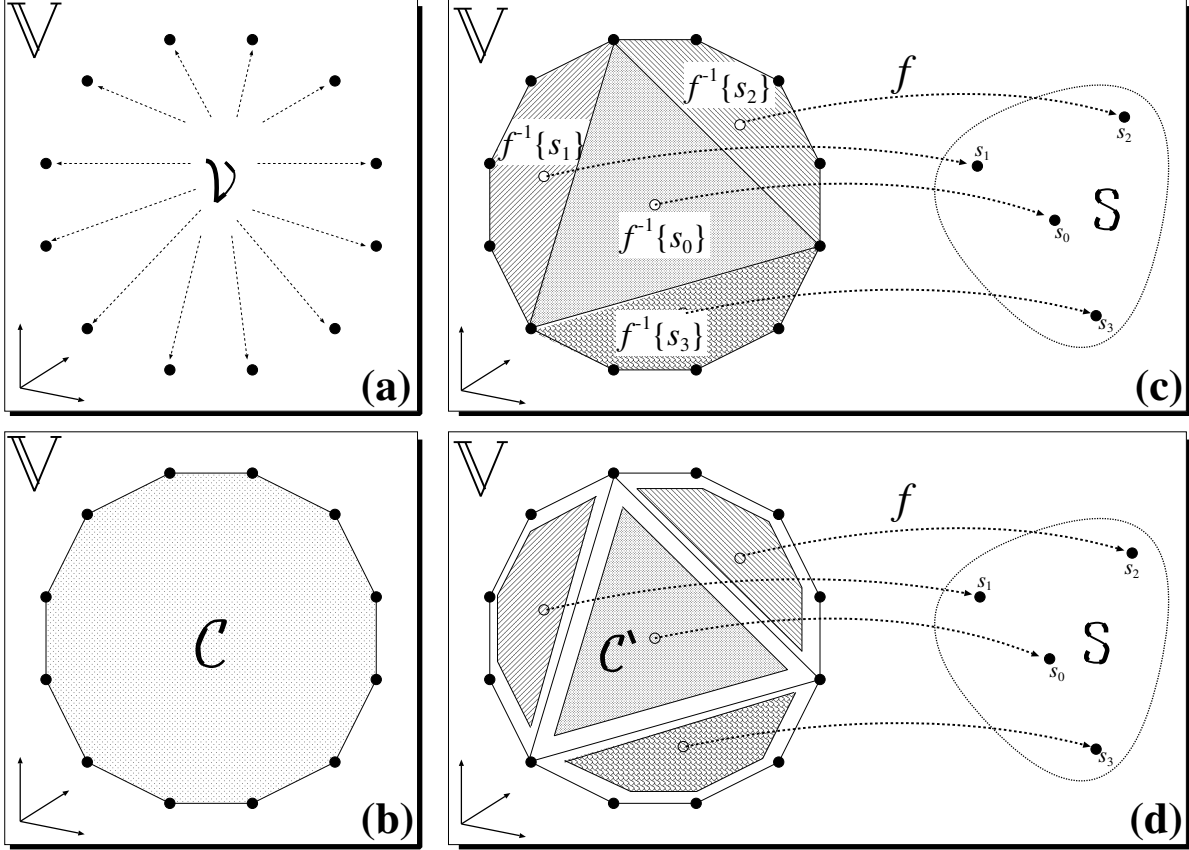 𝕍
𝒱
(a)
𝕍
f
f⁻¹{s₂}
f⁻¹{s₁}
f⁻¹{s₀}
f⁻¹{s₃}
s₂
s₁
S
s₀
s₃
(c)
𝕍
C
(b)
𝕍
f
C'
s₂
s₁
S
s₀
s₃
(d)